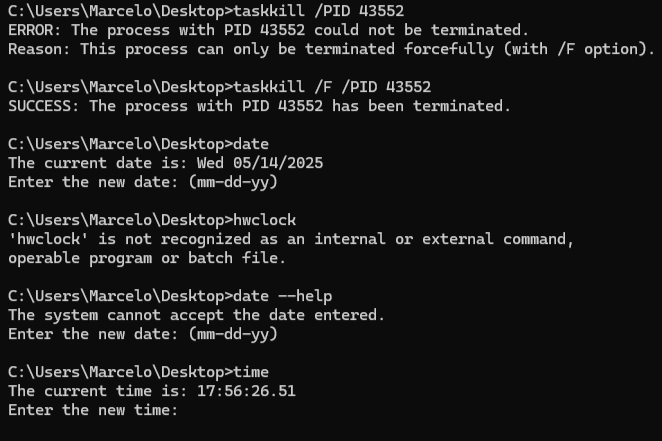 C:\Users\Marcelo\Desktop>taskkill /PID 43552
ERROR: The process with PID 43552 could not be terminated.
Reason: This process can only be terminated forcefully (with /F option).
C:\Users\Marcelo\Desktop>taskkill /F /PID 43552
SUCCESS: The process with PID 43552 has been terminated.
C:\Users\Marcelo\Desktop>date
The current date is: Wed 05/14/2025
Enter the new date: (mm-dd-yy)
C:\Users\Marcelo\Desktop>hwclock
'hwclock' is not recognized as an internal or external command,
operable program or batch file.
C:\Users\Marcelo\Desktop>date --help
The system cannot accept the date entered.
Enter the new date: (mm-dd-yy)
C:\Users\Marcelo\Desktop>time
The current time is: 17:56:26.51
Enter the new time: